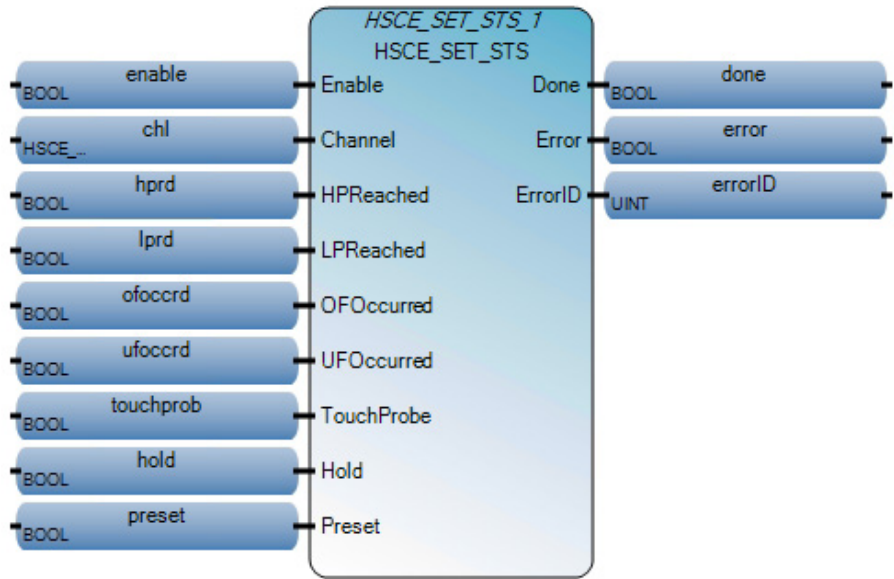 HSCE_SET_STS_1
HSCE_SET_STS
enable
BOOL
Enable
Done
done
BOOL
chl
HSCE_...
Channel
Error
error
BOOL
hprd
BOOL
HPReached
ErrorID
errorID
UINT
lprd
BOOL
LPReached
ofoccrd
BOOL
OFOccurred
ufoccrd
BOOL
UFOccurred
touchprob
BOOL
TouchProbe
hold
BOOL
Hold
preset
BOOL
Preset